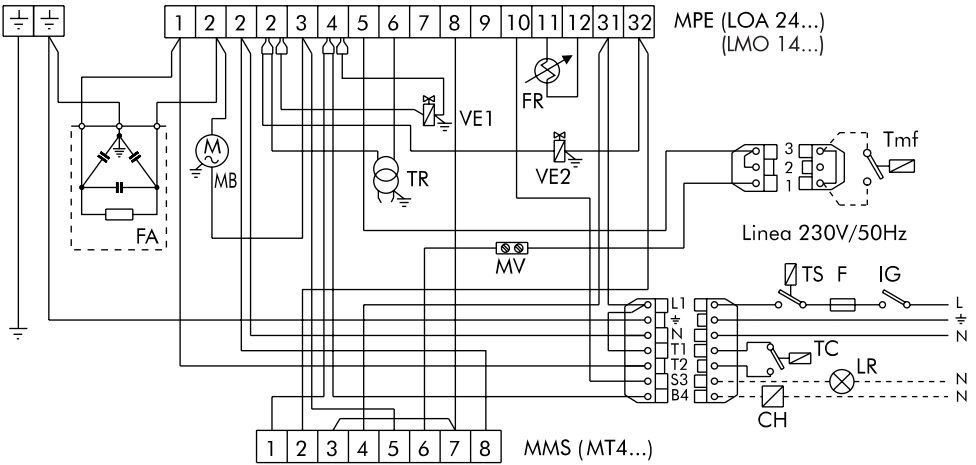 1 2 2 2 3 4 4 5 6 7 8 9 10 11 12 31 32 MPE (LOA 24...)
(LMO 14...)
FR
VE1
M
MB
TR
VE2
3 Tmf
2
1
FA
MV
Linea 230V/50Hz
TS F IG
L1 L
N N
T1 TC
T2 LR
S3 N
B4 N
CH
1 2 3 4 5 6 7 8 MMS (MT4...)